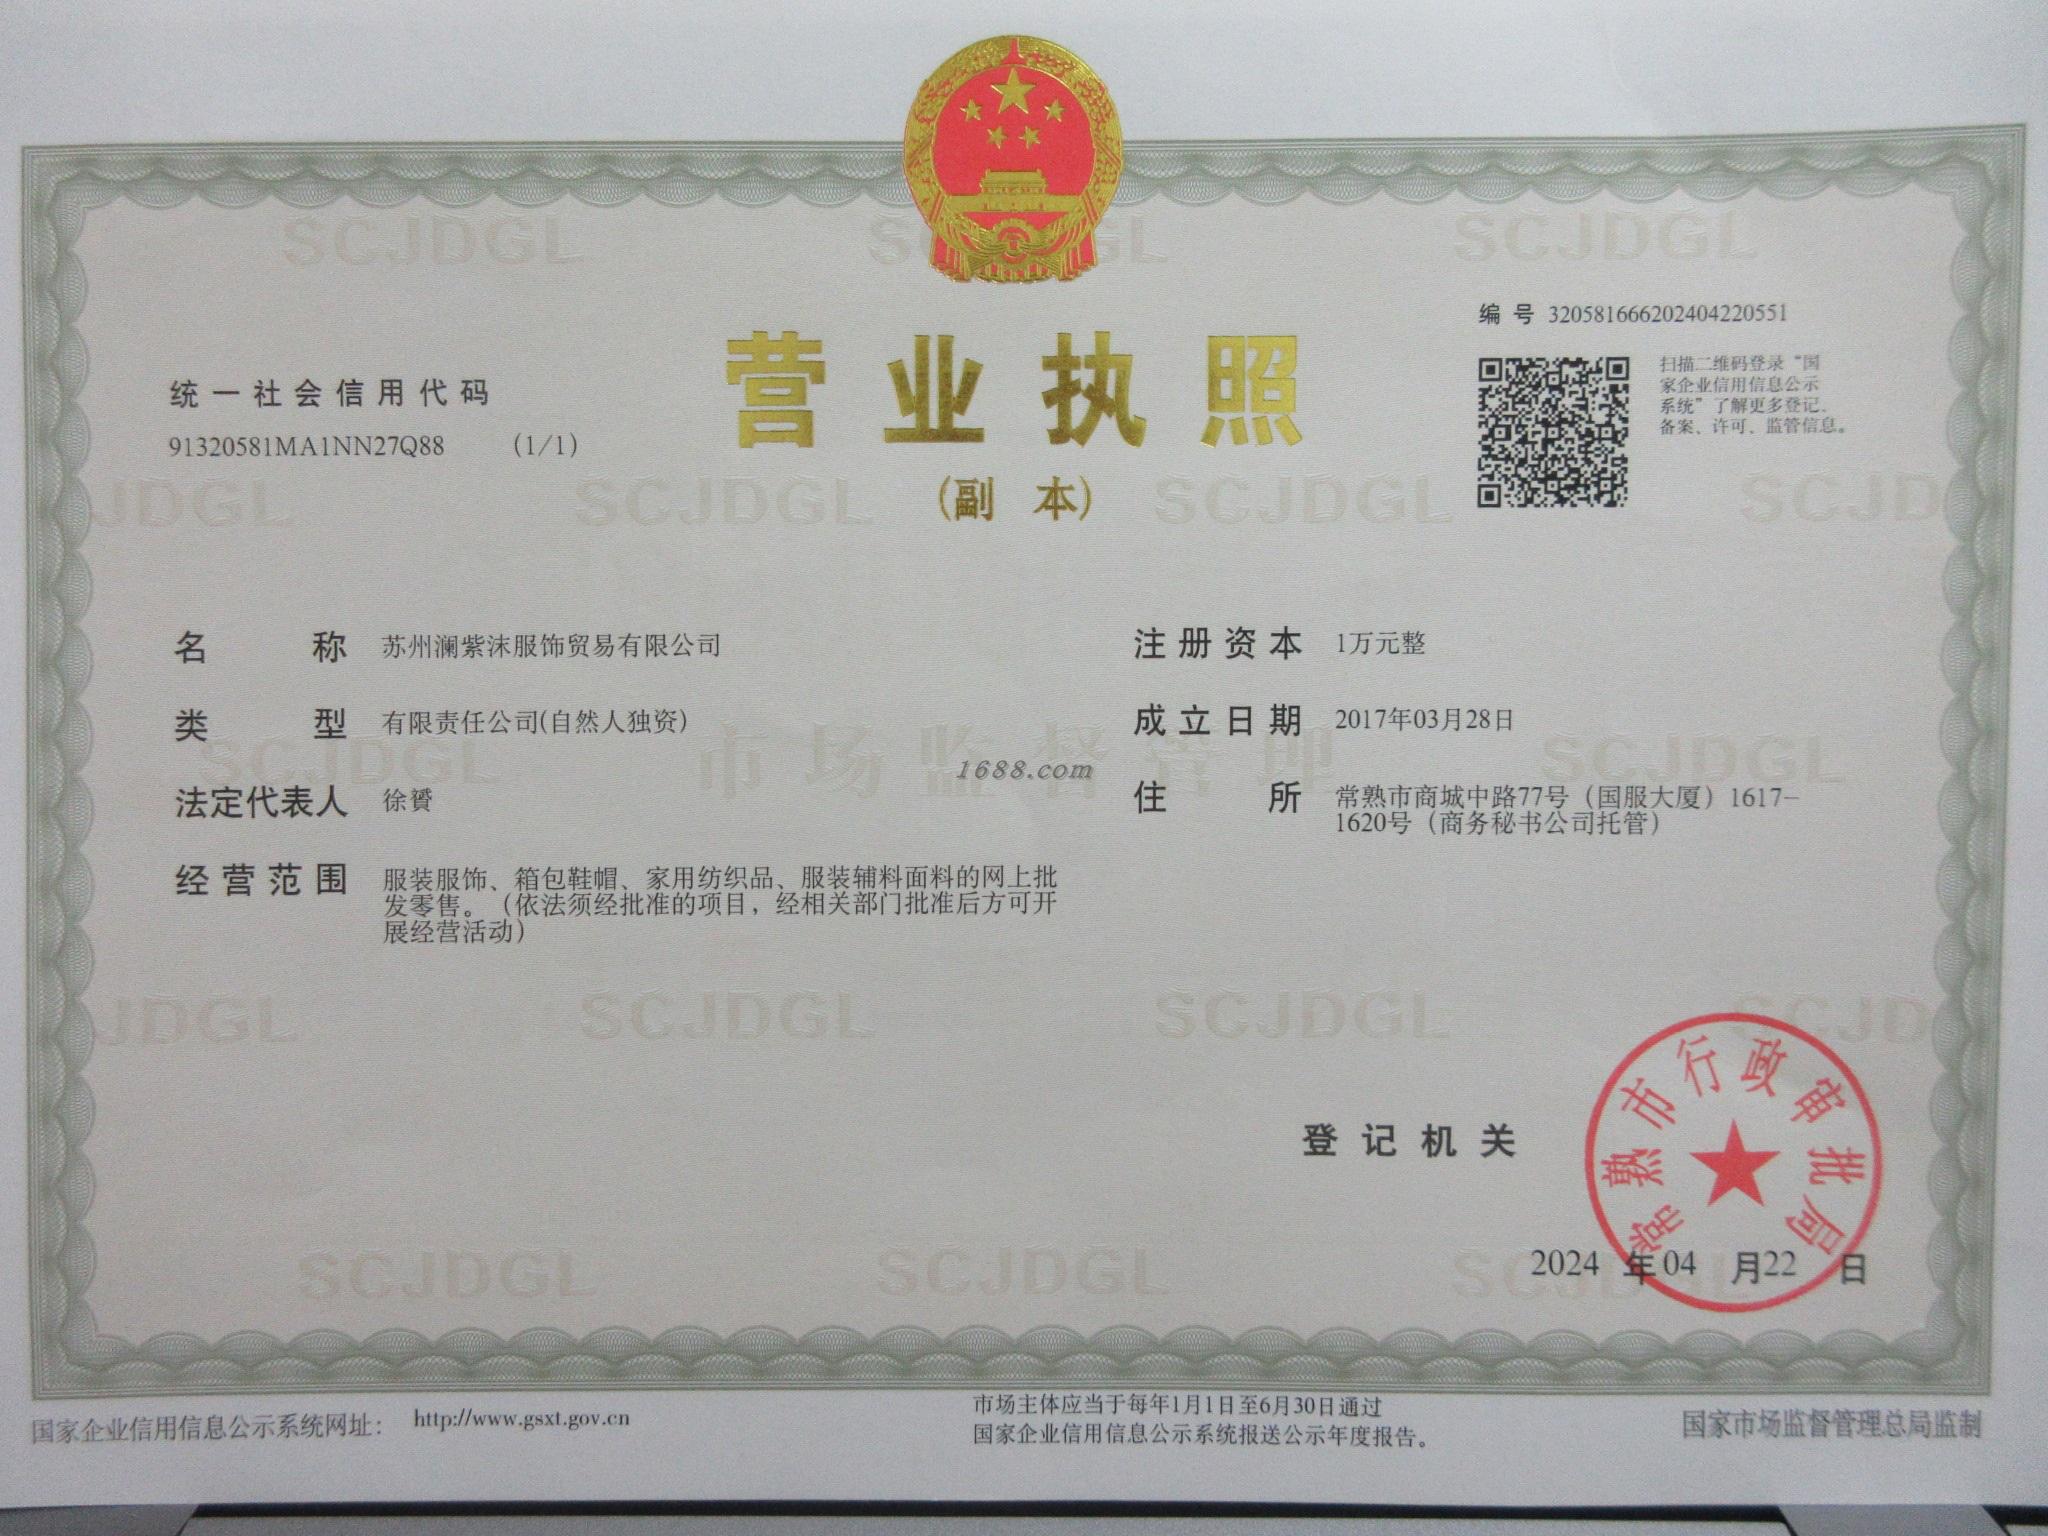 编号 320581666202404220551
统一社会信用代码
91320581MA1NN27Q88 (1/1)
营业执照
(副本)
扫描二维码登录“国
家企业信用信息公示
系统”了解更多登记、
备案、许可、监管信息。
名称 苏州澜紫沫服饰贸易有限公司
类型 有限责任公司(自然人独资)
法定代表人 徐赟
经营范围 服装服饰、箱包鞋帽、家用纺织品、服装辅料面料的网上批
发零售。(依法须经批准的项目，经相关部门批准后方可开
展经营活动)
注册资本 1万元整
成立日期 2017年03月28日
住所 常熟市商城中路77号(国服大厦)1617-
1620号(商务秘书公司托管)
市场监督管理
1688.com
SCJDGL
登记机关
常熟市行政审批局
2024 年04 月22 日
国家企业信用信息公示系统网址: http://www.gsxt.gov.cn
市场主体应当于每年1月1日至6月30日通过
国家企业信用信息公示系统报送公示年度报告。
国家市场监督管理总局监制